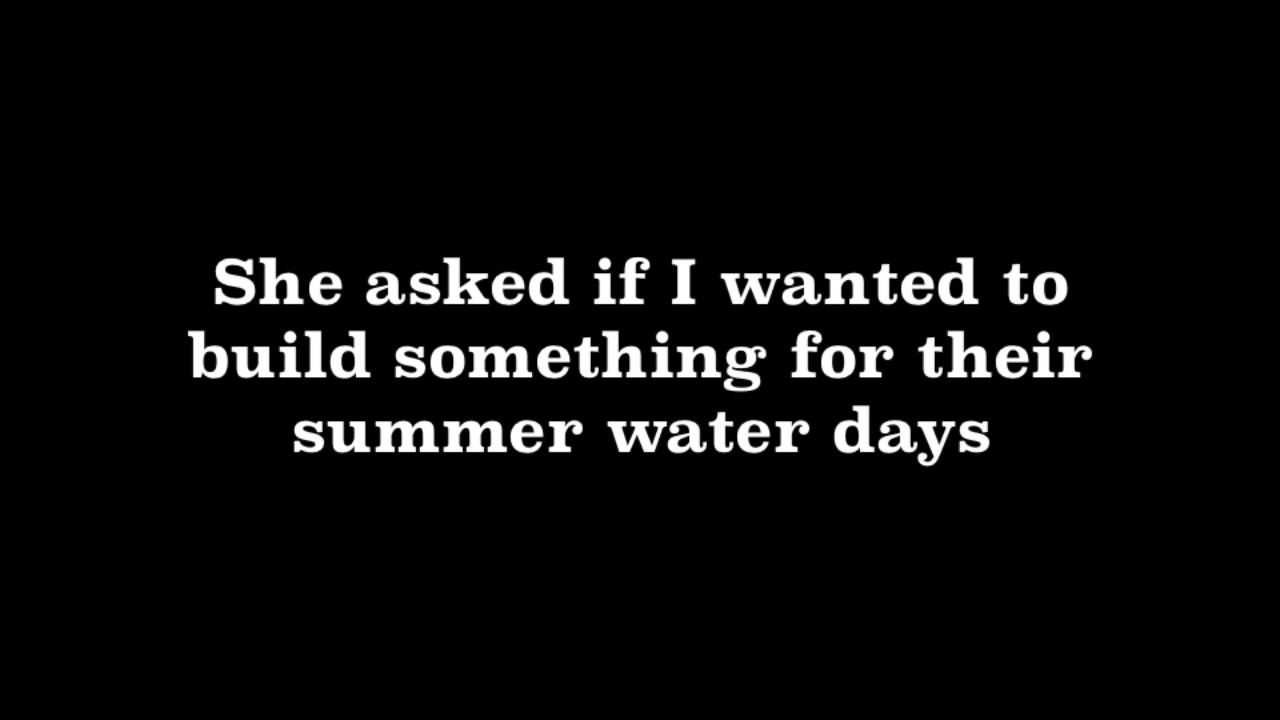 She asked if I wanted to
build something for their
summer water days